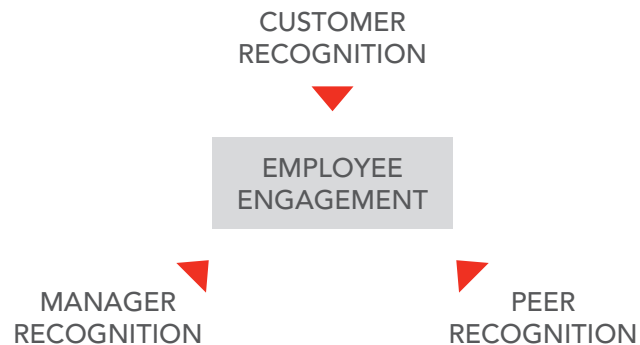 CUSTOMER
RECOGNITION
EMPLOYEE
ENGAGEMENT
MANAGER
RECOGNITION
PEER
RECOGNITION